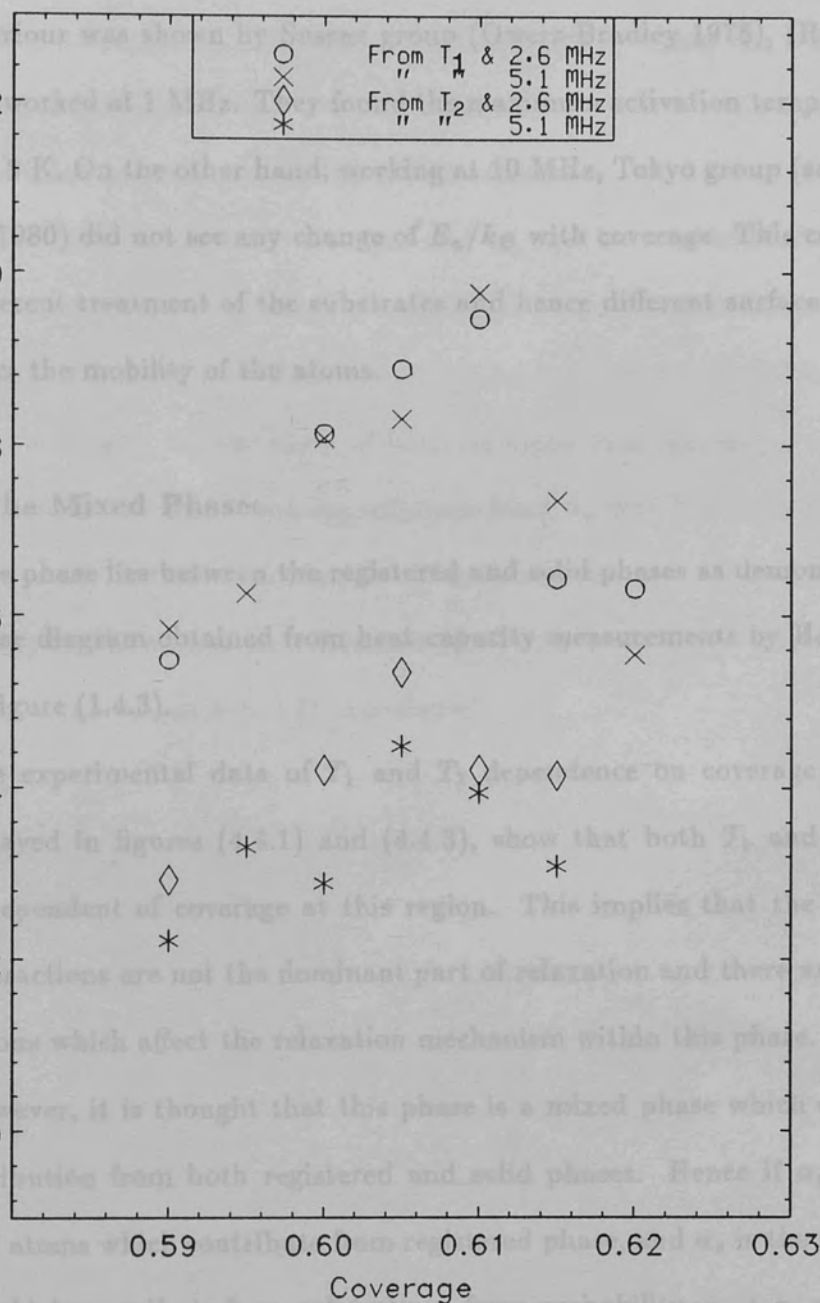 viour was shown by Sussex group (Owers-Bradley 1978),
From T1 & 2.6 MHz
" " 5.1 MHz
From T2 & 2.6 MHz
" " 5.1 MHz
worked at 1 MHz. They found the activation temp
5 K. On the other hand, working at 10 MHz, Tokyo group
1980) did not see any change of Ea/kB with coverage. This
erent treatment of the substrates and hence different surface
the mobility of the atoms.
he Mixed Phase
phase lies between the registered and solid phases as demon
se diagram obtained from heat capacity measurements by
igure (1.4.3).
experimental data of T1 and T2 dependence on coverage
ayed in figures (4.4.1) and (4.4.3), show that both T1 and
ependent of coverage at this region. This implies that the
ractions are not the dominant part of relaxation and there
ons which affect the relaxation mechanism within this phase.
wever, it is thought that this phase is a mixed phase which
ribution from both registered and solid phases. Hence if
atoms which contribute from registered phase, and
0.59 0.60 0.61 0.62 0.63
Coverage